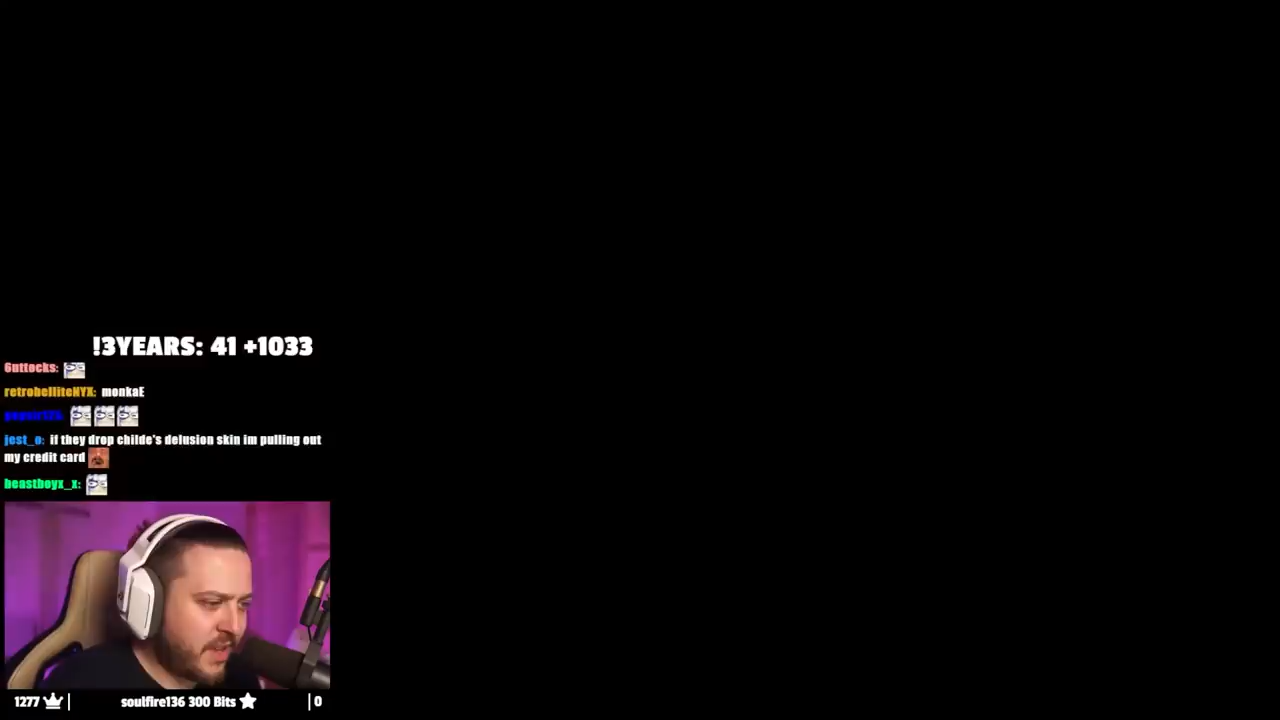 !3YEARS: 41 +1033
Guttocks:
retrobelliteNYX: monkaE
jest_o: if they drop childe's delusion skin im pulling out
my credit card
beastboyx_x:
1277 soulfire136 300 Bits 0